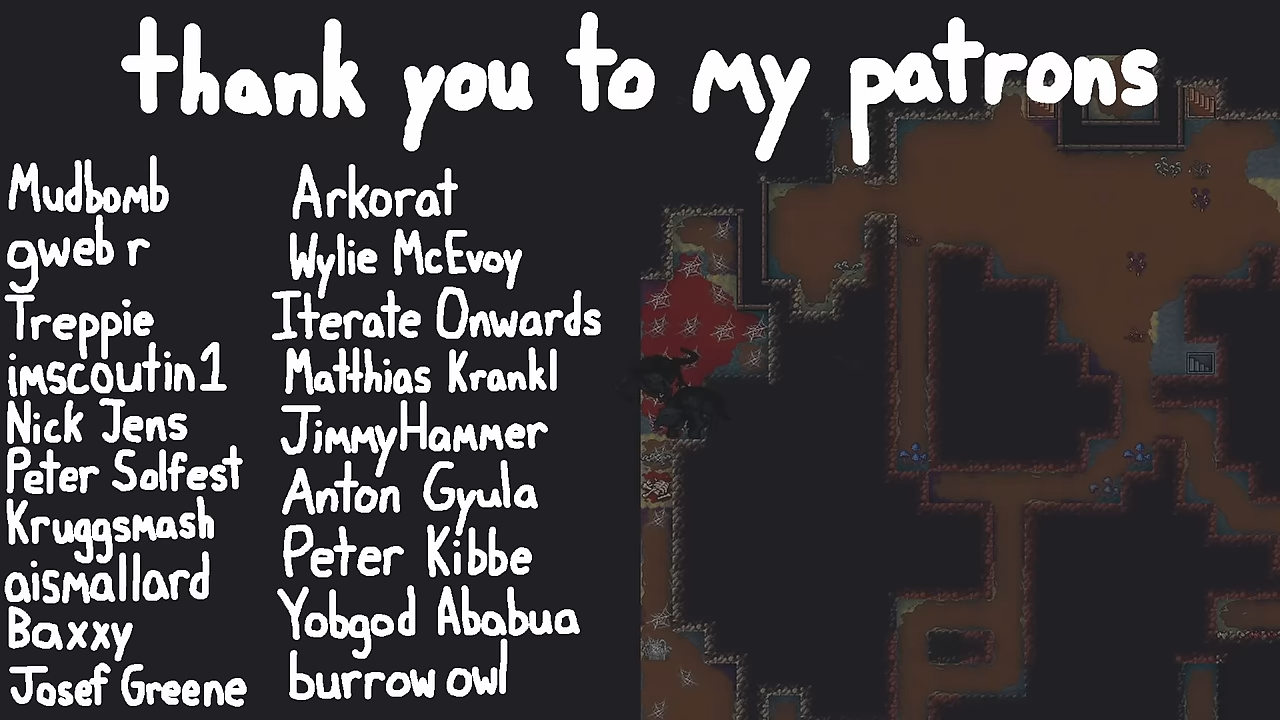 thank you to my patrons
Mudbomb
gweb r
Treppie
imscoutin1
Nick Jens
Peter Salfest
Kruggsmash
aismallard
Baxxy
Josef Greene
Arkorat
Wylie McEvoy
Iterate Onwards
Matthias Krankl
JimmyHammer
Anton Gyula
Peter Kibbe
Yobgod Ababua
burrow owl